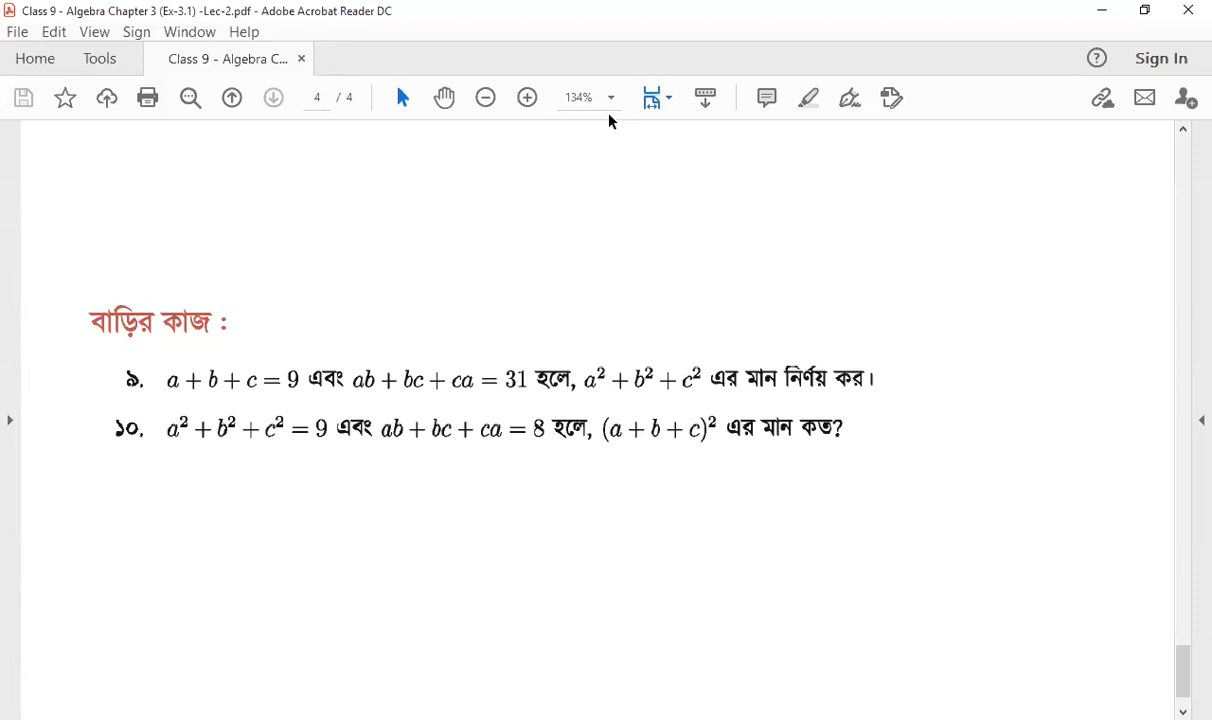 Class 9 - Algebra Chapter 3 (Ex-3.1) -Lec-2.pdf - Adobe Acrobat Reader DC
File Edit View Sign Window Help
Home Tools Class 9 - Algebra C... × ? Sign In
4 / 4 134%
বাড়ির কাজ :
৯. a + b + c = 9 এবং ab + bc + ca = 31 হলে, a² + b² + c² এর মান নির্ণয় কর।
১০. a² + b² + c² = 9 এবং ab + bc + ca = 8 হলে, (a + b + c)² এর মান কত?